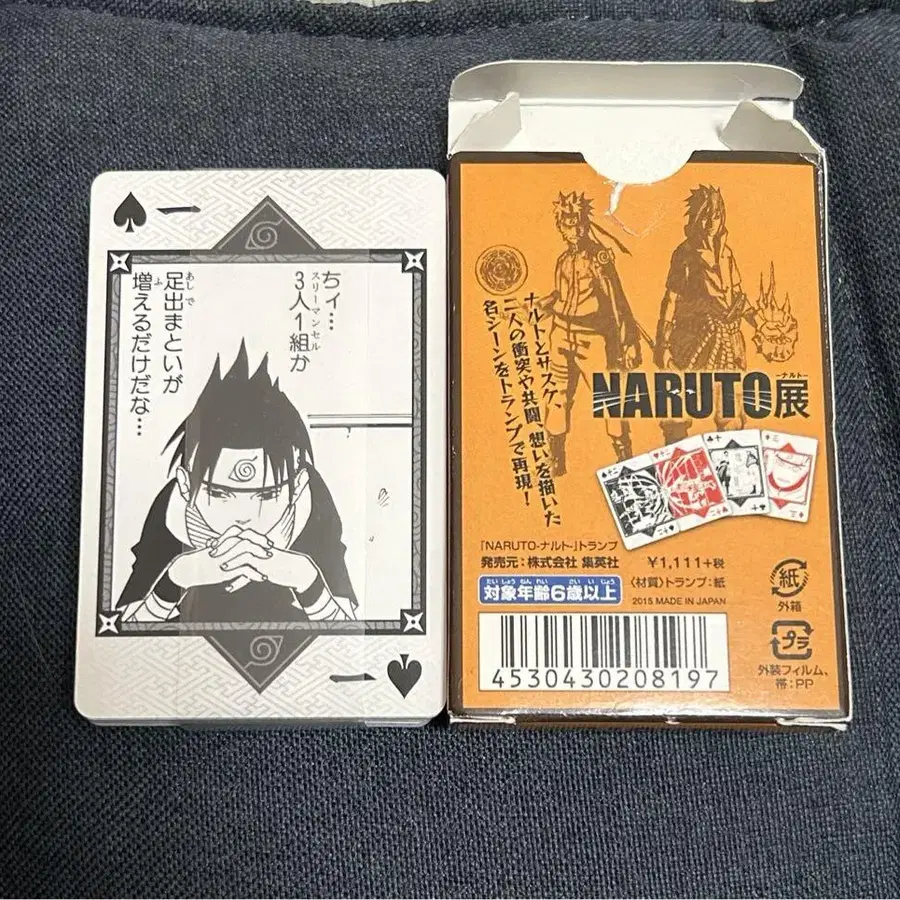 一
ちィ…
3人1組か
スリーマンセル
足出まといが
あし で
増えるだけだな…
ふ
一
ナルトとサスケ、
二人の衝突や共闘、想いを描いた
名シーンをトランプで再現！
NARUTO展
ーナルトー
『NARUTO-ナルト-』トランプ
発売元：株式会社 集英社
¥1,111+税
〈材質〉トランプ：紙
たい しょう ねん れい さい い じょう
対象年齢6歳以上
2015 MADE IN JAPAN
4530430208197
紙
外箱
プラ
外装フィルム、
帯：PP